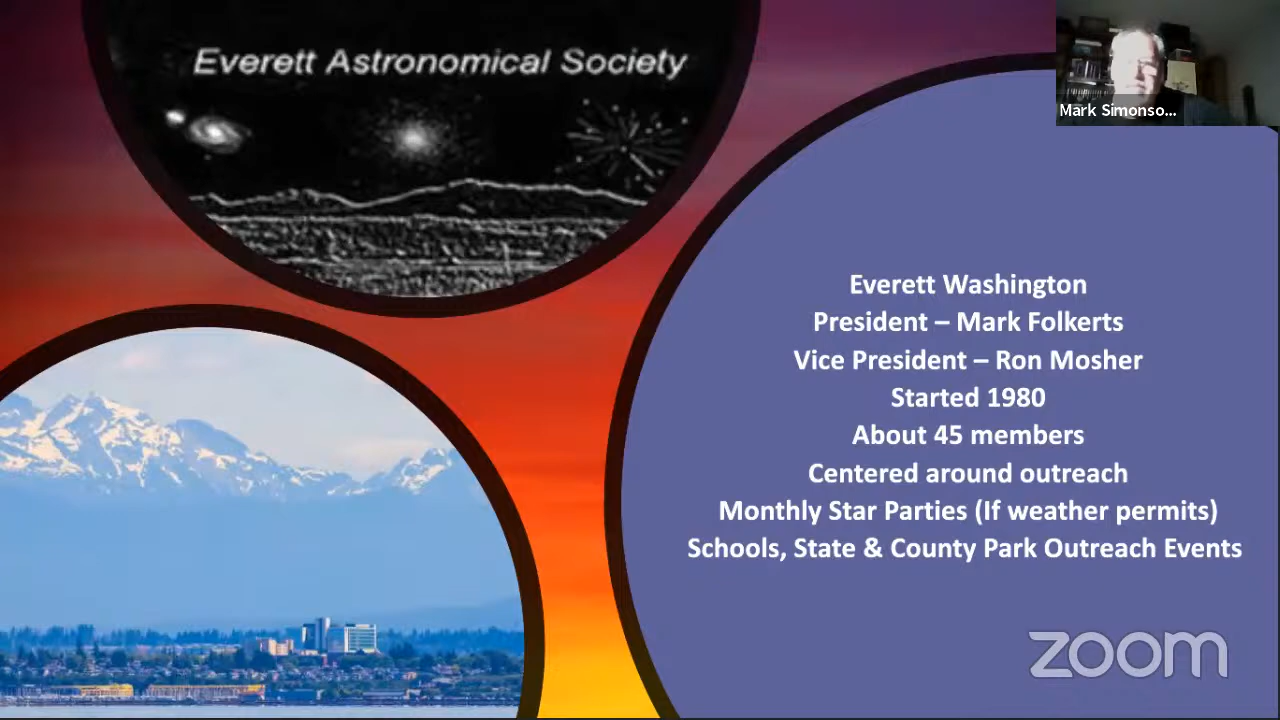 Everett Astronomical Society
Mark Simonso...
Everett Washington
President – Mark Folkerts
Vice President – Ron Mosher
Started 1980
About 45 members
Centered around outreach
Monthly Star Parties (If weather permits)
Schools, State & County Park Outreach Events
zoom